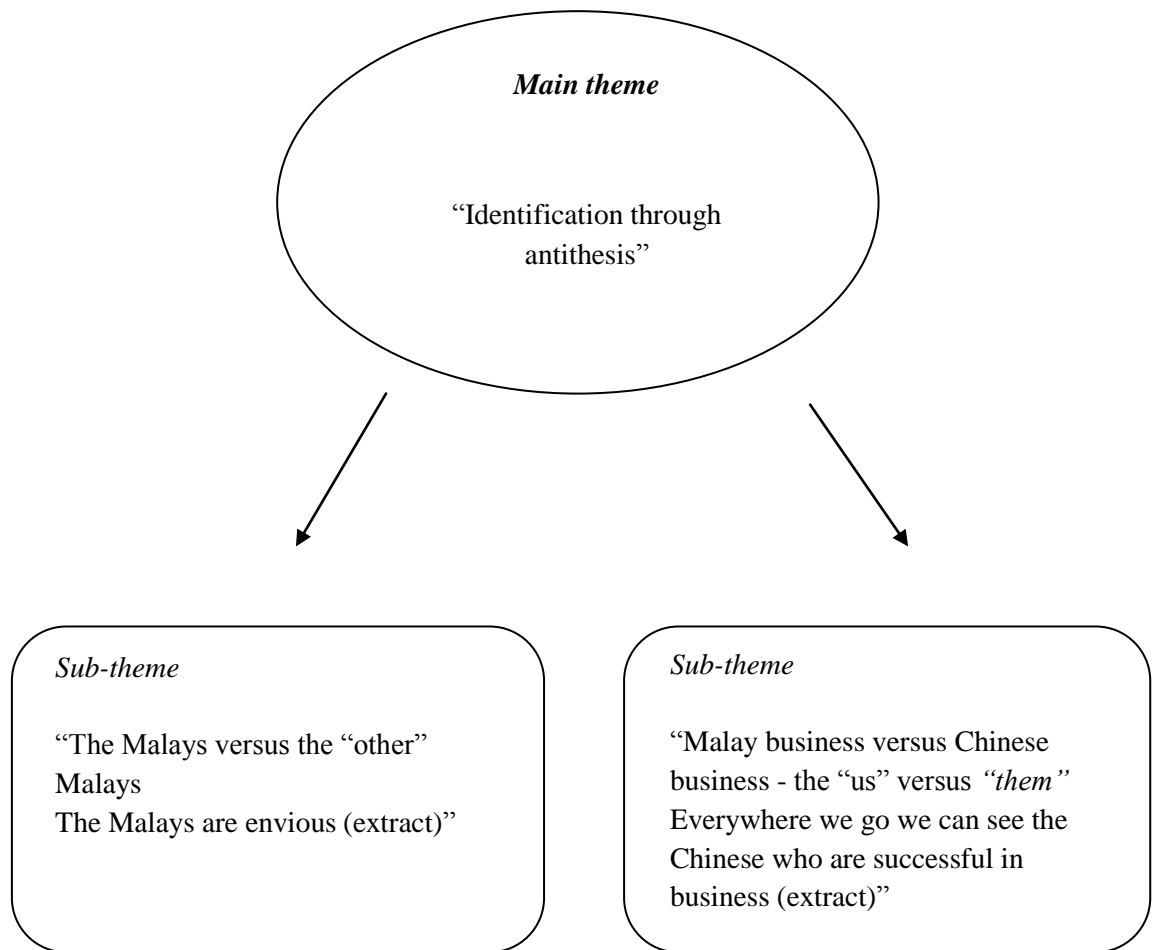 Main theme
“Identification through
antithesis”
Sub-theme
“The Malays versus the “other”
Malays
The Malays are envious (extract)”
Sub-theme
“Malay business versus Chinese
business - the “us” versus “them”
Everywhere we go we can see the
Chinese who are successful in
business (extract)”